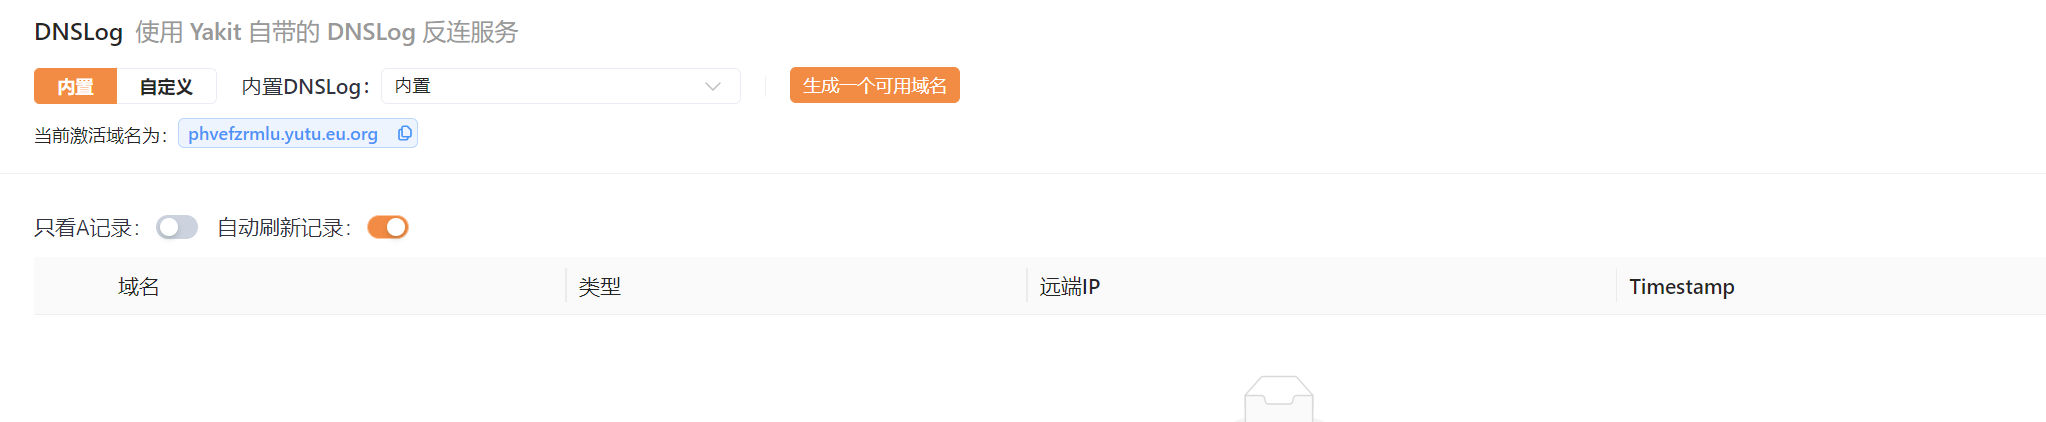 DNSLog 使用 Yakit 自带的 DNSLog 反连服务
内置 自定义 内置DNSLog： 内置 生成一个可用域名
当前激活域名为： phvefzrmlu.yutu.eu.org
只看A记录： 自动刷新记录：
域名 类型 远端IP Timestamp